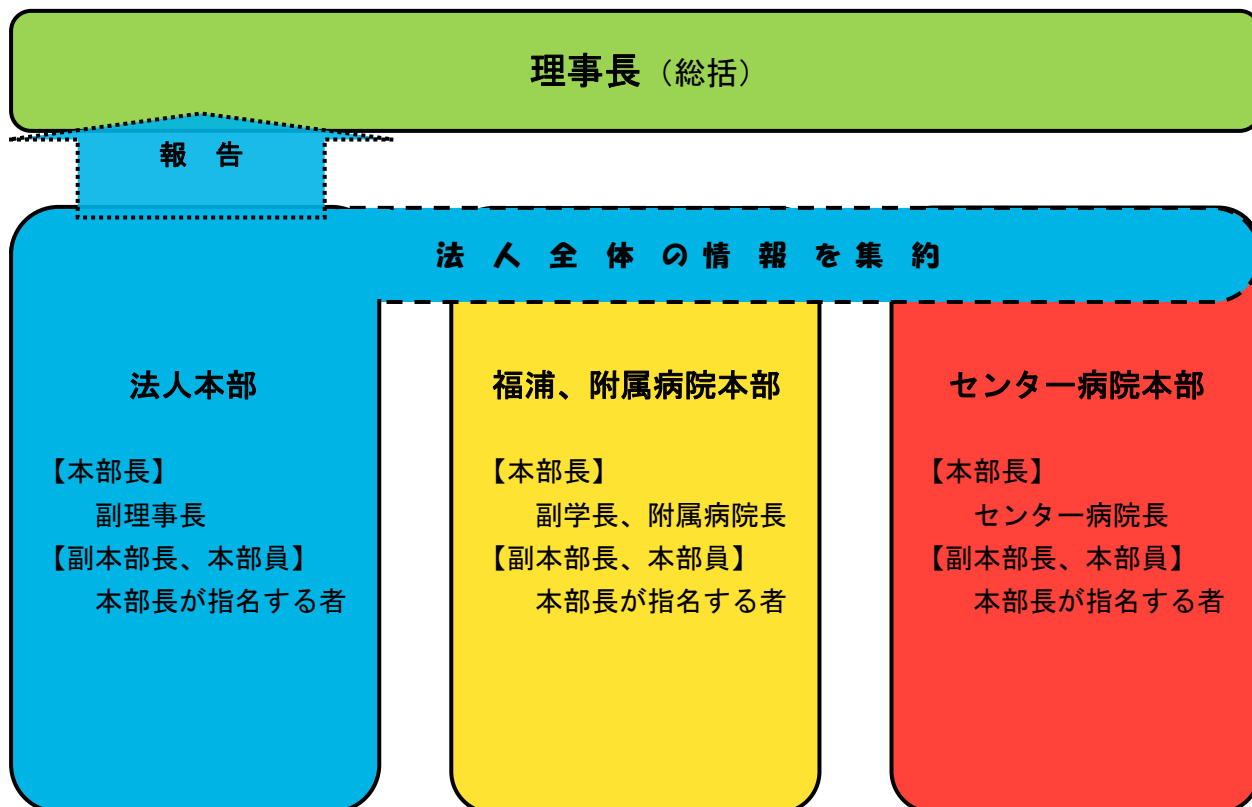 理事長（総括）
報 告
法人全体の情報を集約
法人本部
【本部長】
副理事長
【副本部長、本部員】
本部長が指名する者
福浦、附属病院本部
【本部長】
副学長、附属病院長
【副本部長、本部員】
本部長が指名する者
センター病院本部
【本部長】
センター病院長
【副本部長、本部員】
本部長が指名する者